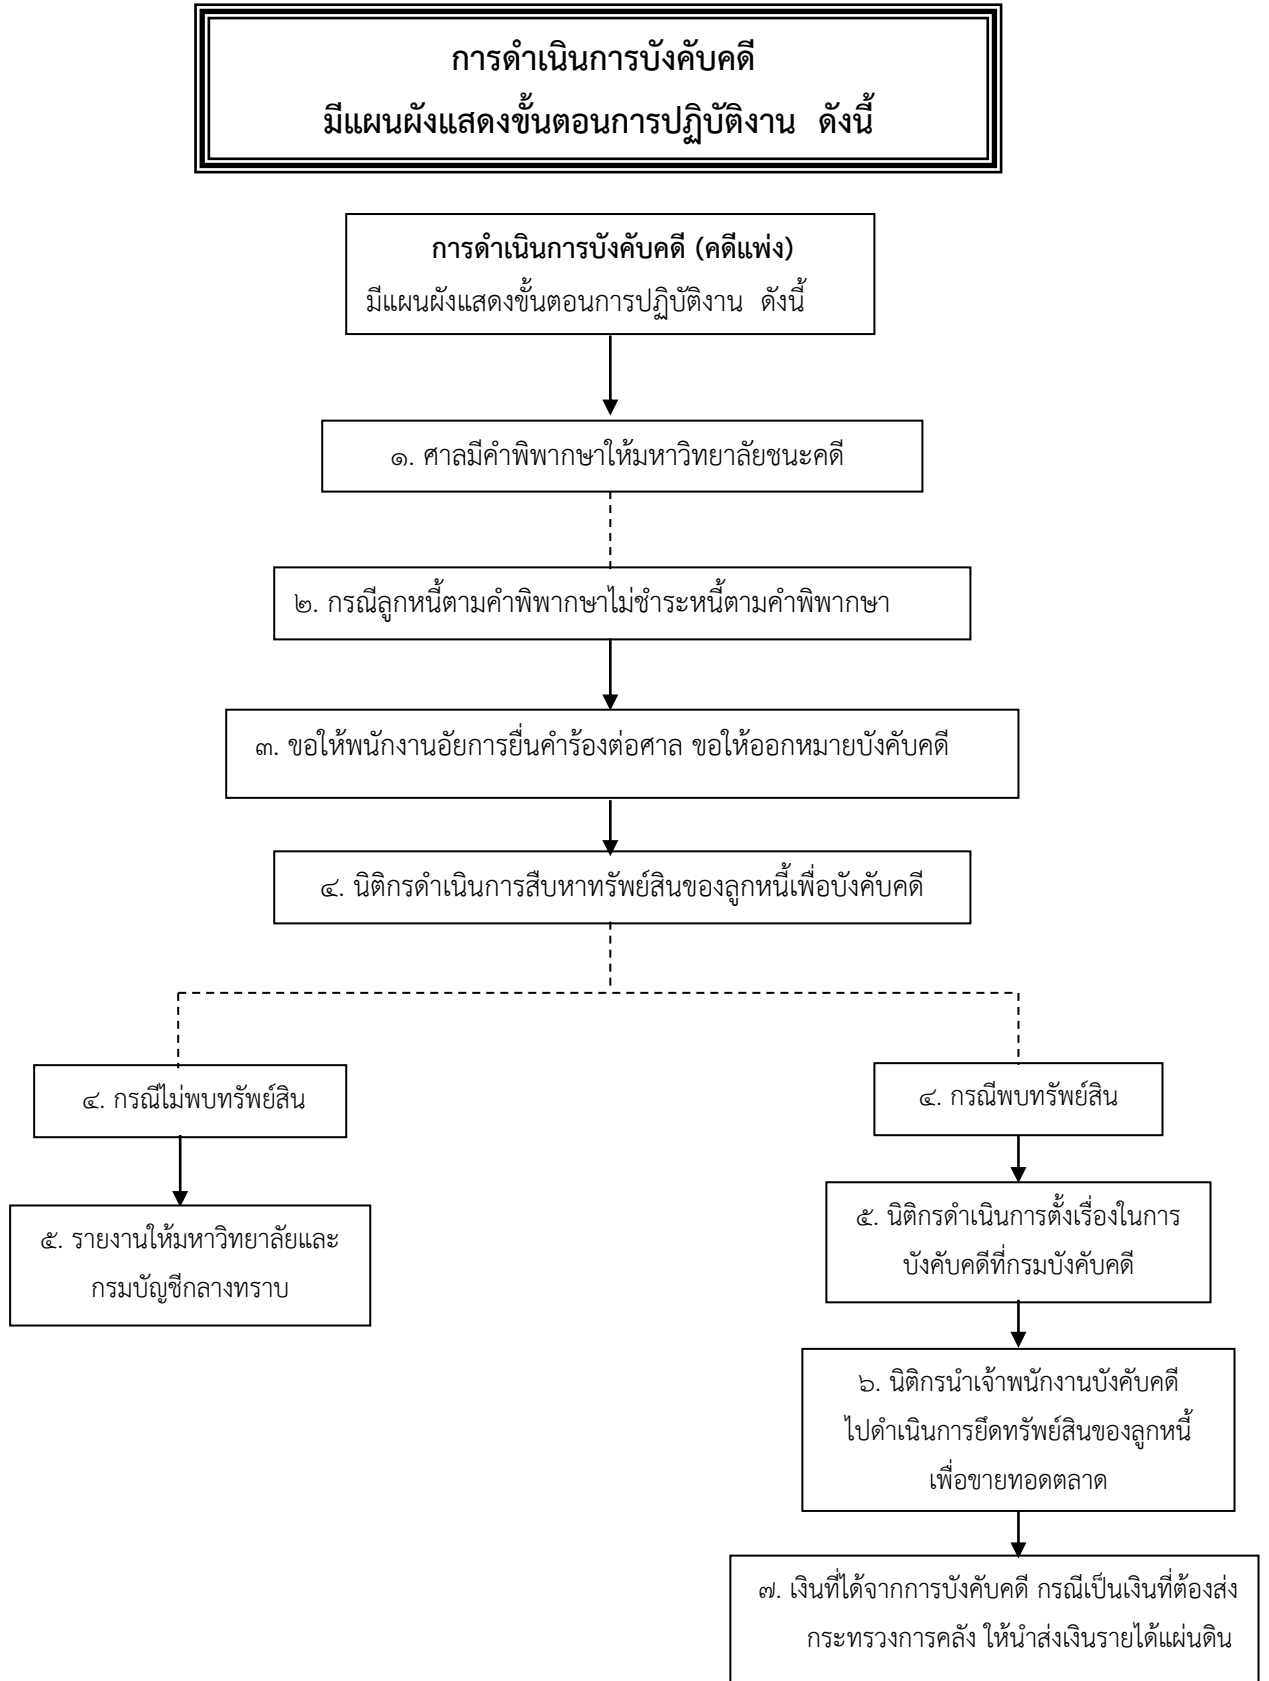 การดำเนินการบังคับคดี
มีแผนผังแสดงขั้นตอนการปฏิบัติงาน ดังนี้
การดำเนินการบังคับคดี (คดีแพ่ง)
มีแผนผังแสดงขั้นตอนการปฏิบัติงาน ดังนี้
๑. ศาลมีคำพิพากษาให้มหาวิทยาลัยชนะคดี
๒. กรณีลูกหนี้ตามคำพิพากษาไม่ชำระหนี้ตามคำพิพากษา
๓. ขอให้พนักงานอัยการยื่นคำร้องต่อศาล ขอให้ออกหมายบังคับคดี
๔. นิติกรดำเนินการสืบหาทรัพย์สินของลูกหนี้เพื่อบังคับคดี
๔. กรณีไม่พบทรัพย์สิน
๕. รายงานให้มหาวิทยาลัยและ
กรมบัญชีกลางทราบ
๔. กรณีพบทรัพย์สิน
๕. นิติกรดำเนินการตั้งเรื่องในการ
บังคับคดีที่กรมบังคับคดี
๖. นิติกรนำเจ้าพนักงานบังคับคดี
ไปดำเนินการยึดทรัพย์สินของลูกหนี้
เพื่อขายทอดตลาด
๗. เงินที่ได้จากการบังคับคดี กรณีเป็นเงินที่ต้องส่ง
กระทรวงการคลัง ให้นำส่งเงินรายได้แผ่นดิน